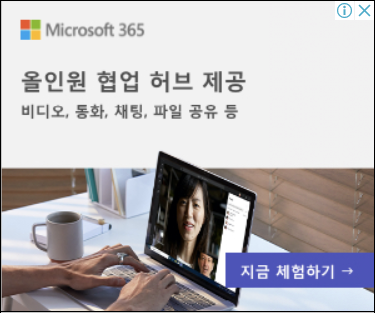 Microsoft 365
올인원 협업 허브 제공
비디오, 통화, 채팅, 파일 공유 등
지금 체험하기 →